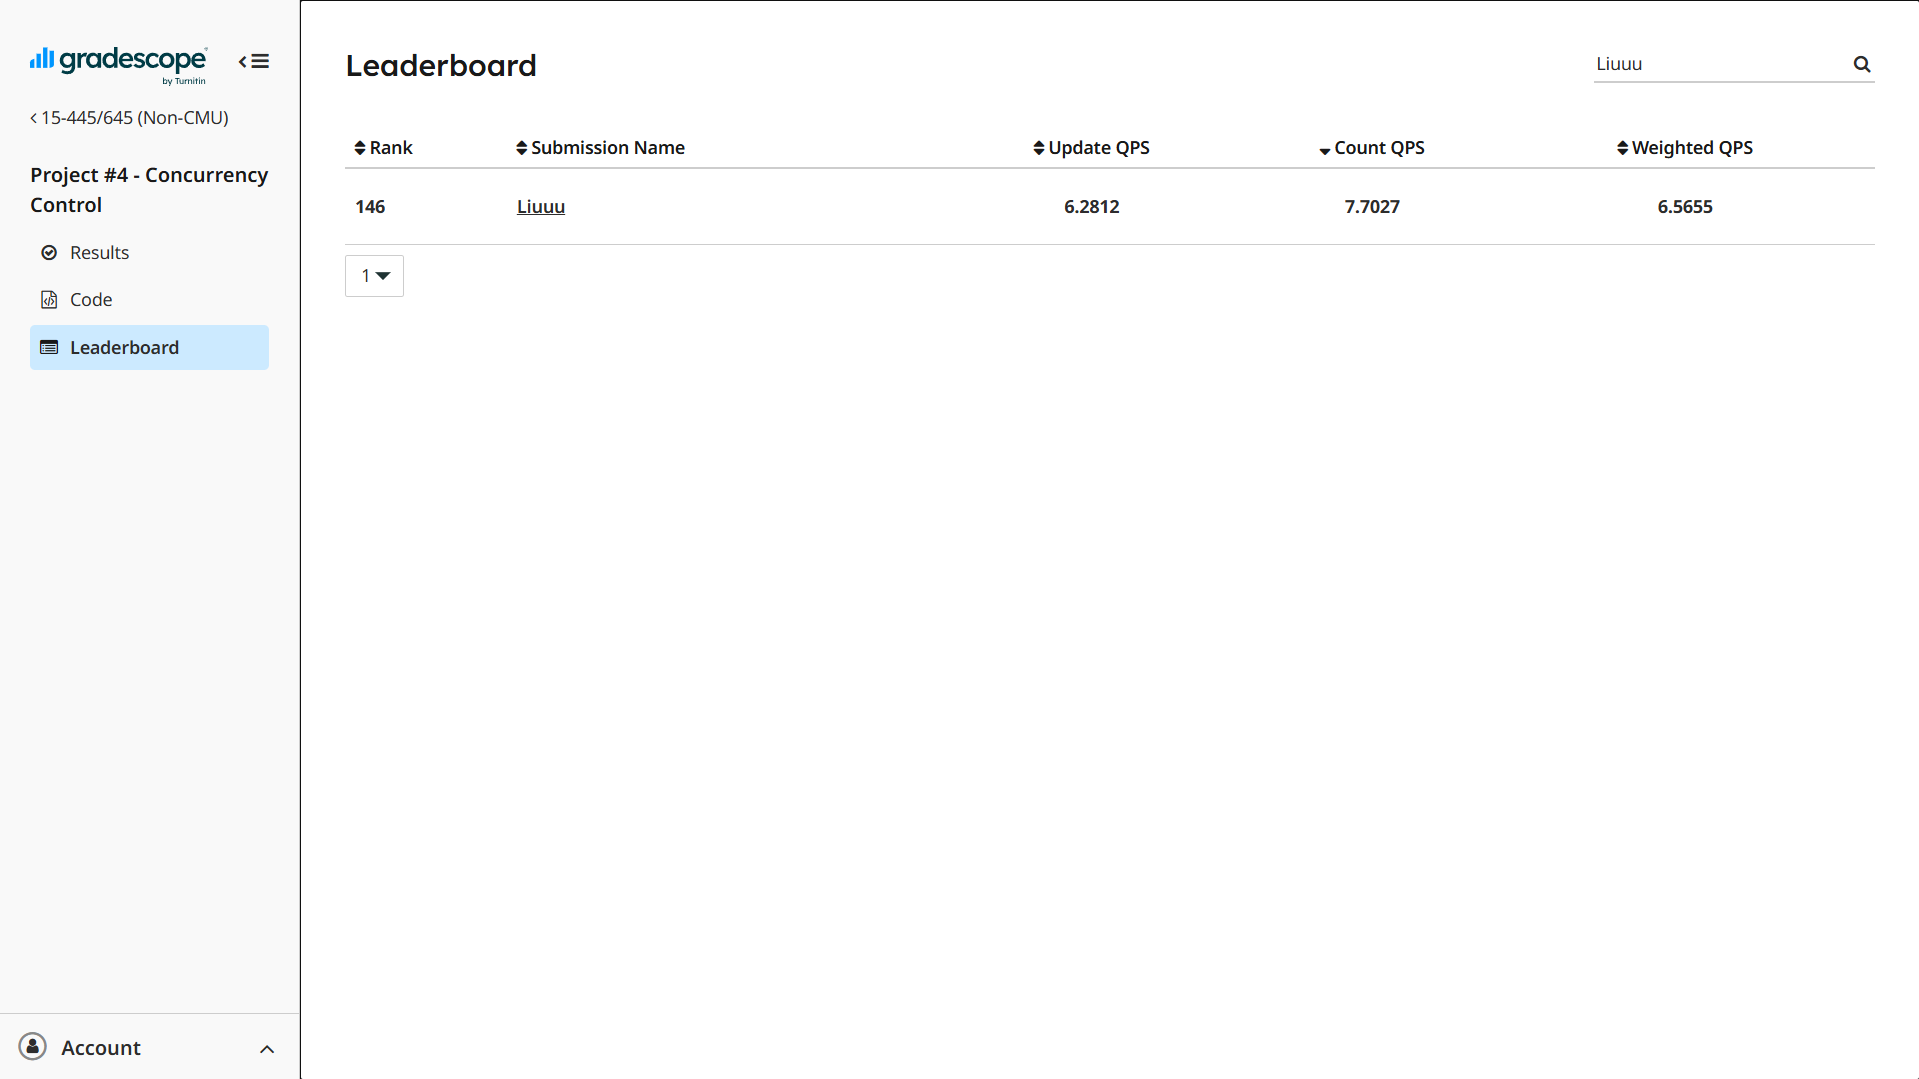 gradescope
by Turnitin
15-445/645 (Non-CMU)
Project #4 - Concurrency
Control
Results
Code
Leaderboard
Account
Leaderboard
Liuuu
Rank Submission Name Update QPS Count QPS Weighted QPS
146 Liuuu 6.2812 7.7027 6.5655
1